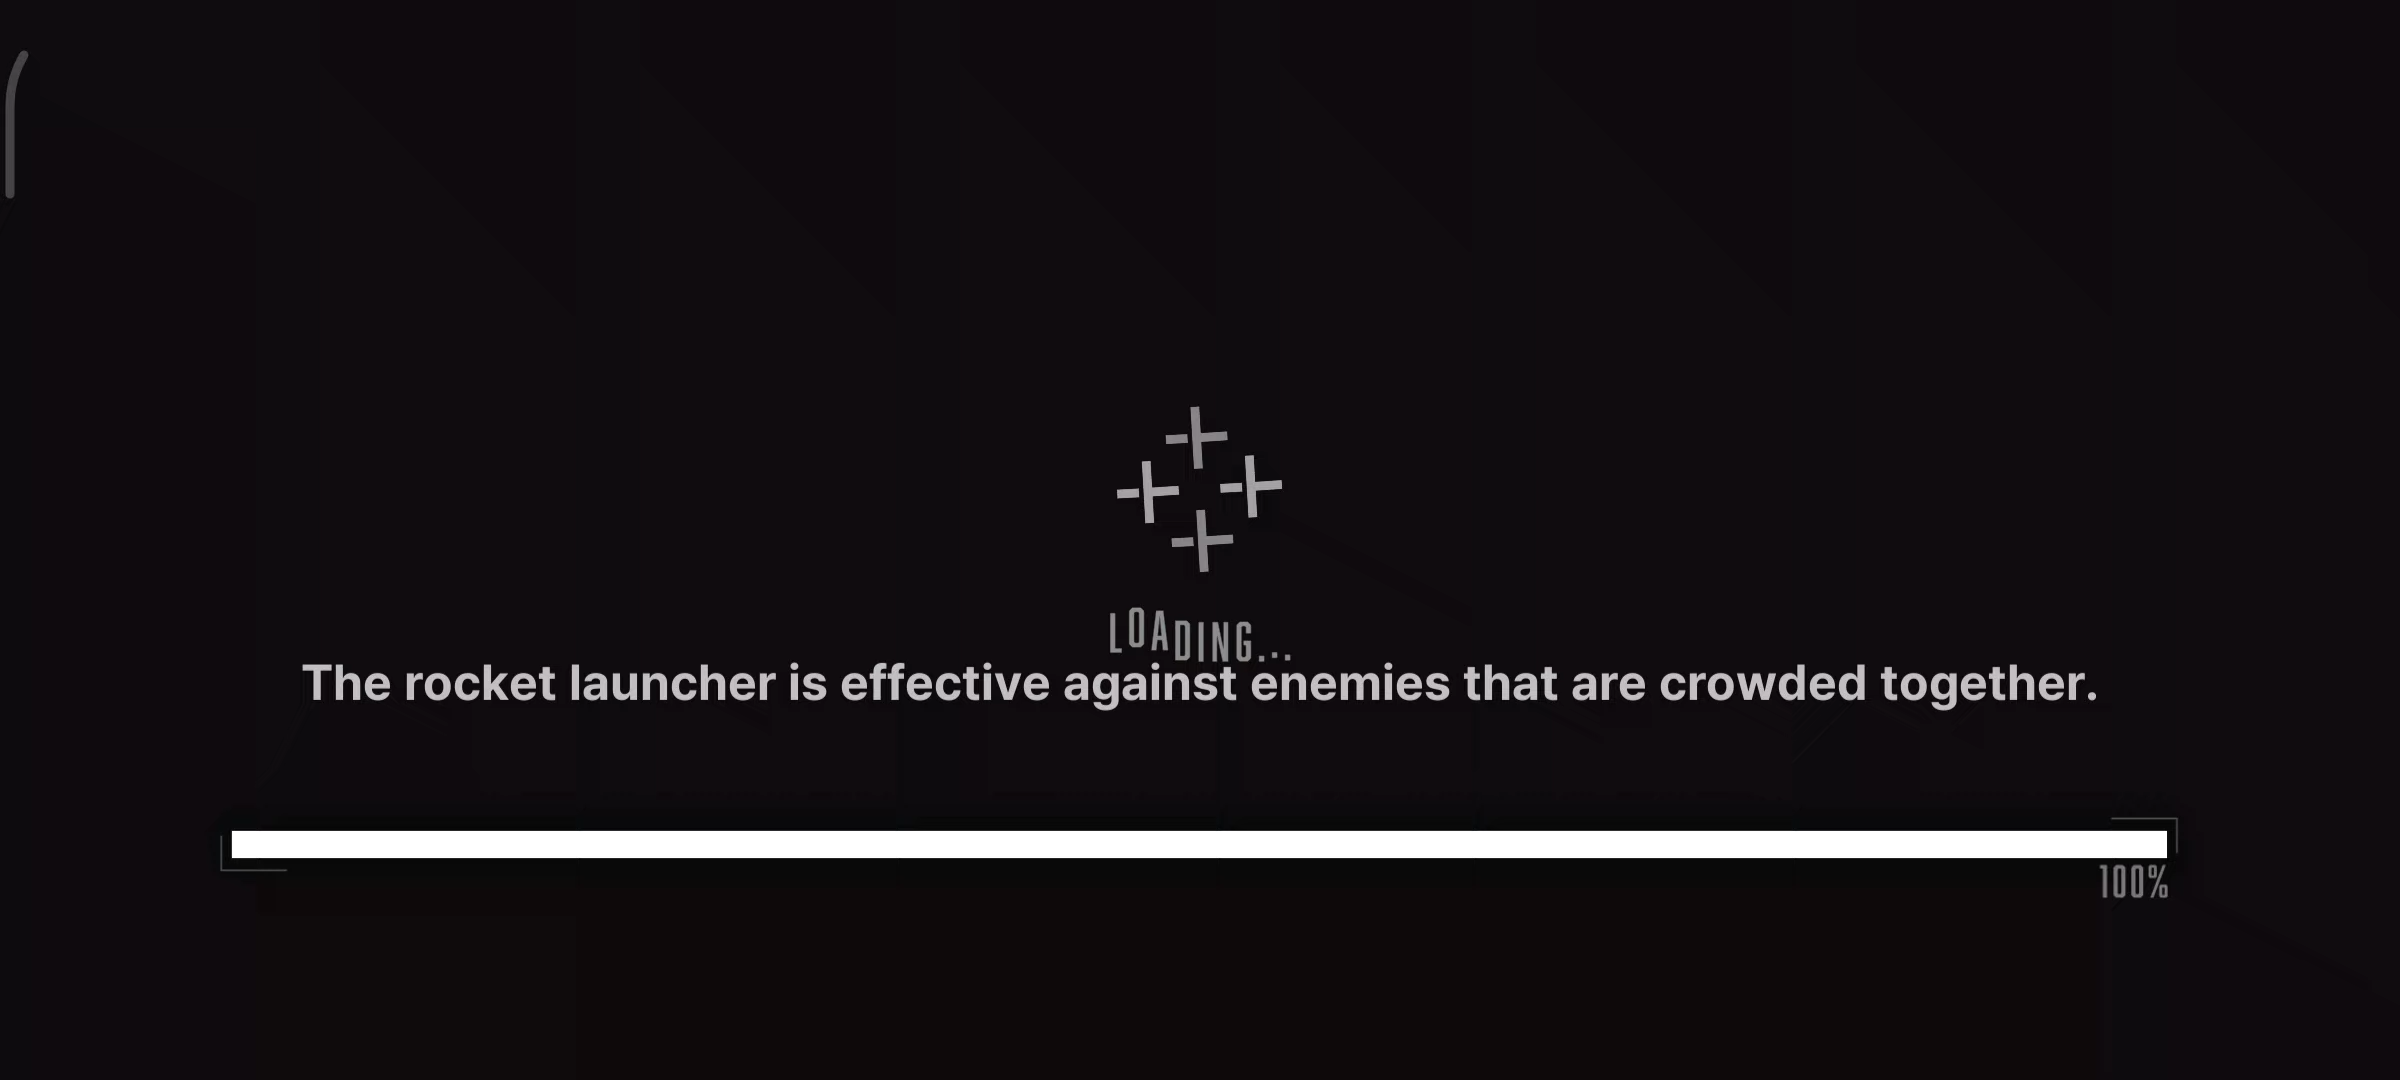 LOADING...
The rocket launcher is effective against enemies that are crowded together.
100%